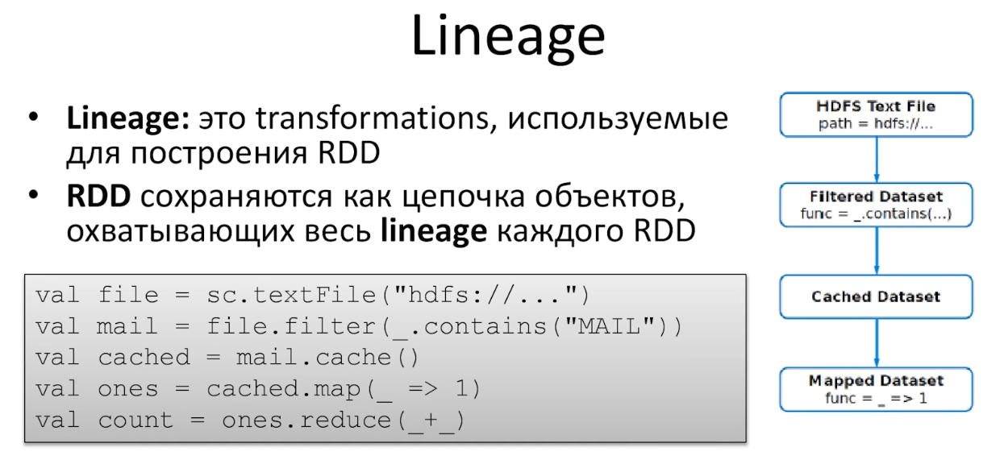 Lineage
• Lineage: это transformations, используемые
для построения RDD
• RDD сохраняются как цепочка объектов,
охватывающих весь lineage каждого RDD
val file = sc.textFile("hdfs://...")
val mail = file.filter(_.contains("MAIL"))
val cached = mail.cache()
val ones = cached.map(_ => 1)
val count = ones.reduce(_+_)
HDFS Text File
path = hdfs://...
Filtered Dataset
func = _.contains(...)
Cached Dataset
Mapped Dataset
func = _ => 1